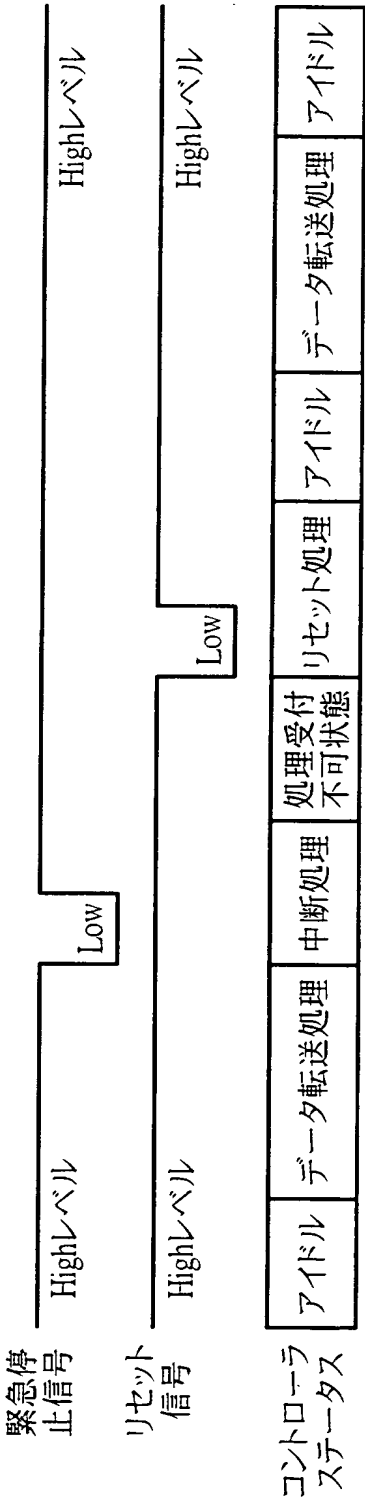 緊急停
止信号
Highレベル
Low
Highレベル
リセット
信号
Highレベル
Low
Highレベル
コントローラ
ステータス
アイドル
データ転送処理
中断処理
処理受付
不可状態
リセット処理
アイドル
データ転送処理
アイドル